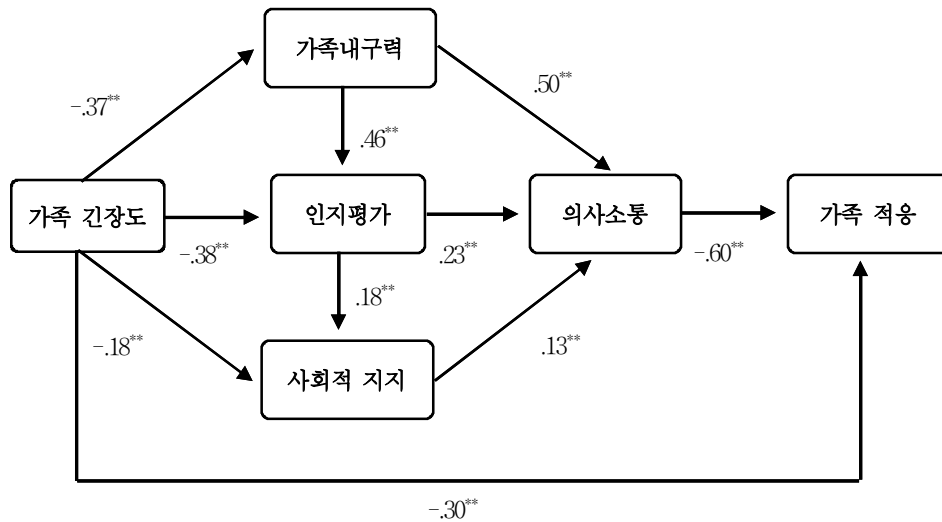 가족내구력
-.37**
.50**
.46**
가족 긴장도
인지평가
의사소통
가족 적응
-.38**
.23**
-.60**
.18**
-.18**
.13**
사회적 지지
-.30**